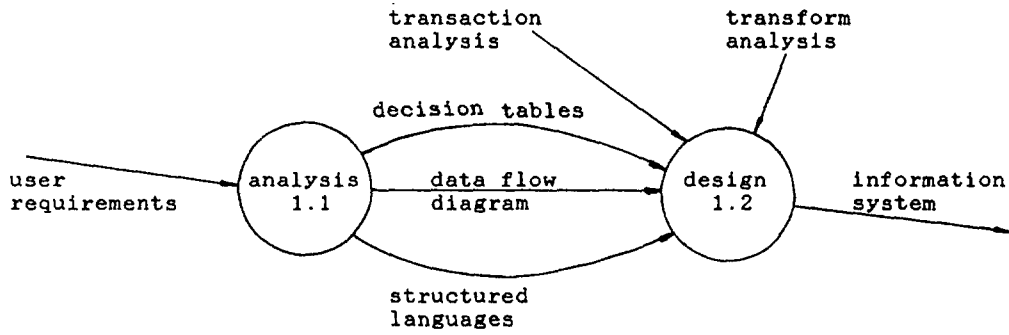 transaction
analysis
transform
analysis
decision tables
user
requirements
analysis
1.1
data flow
diagram
design
1.2
information
system
structured
languages